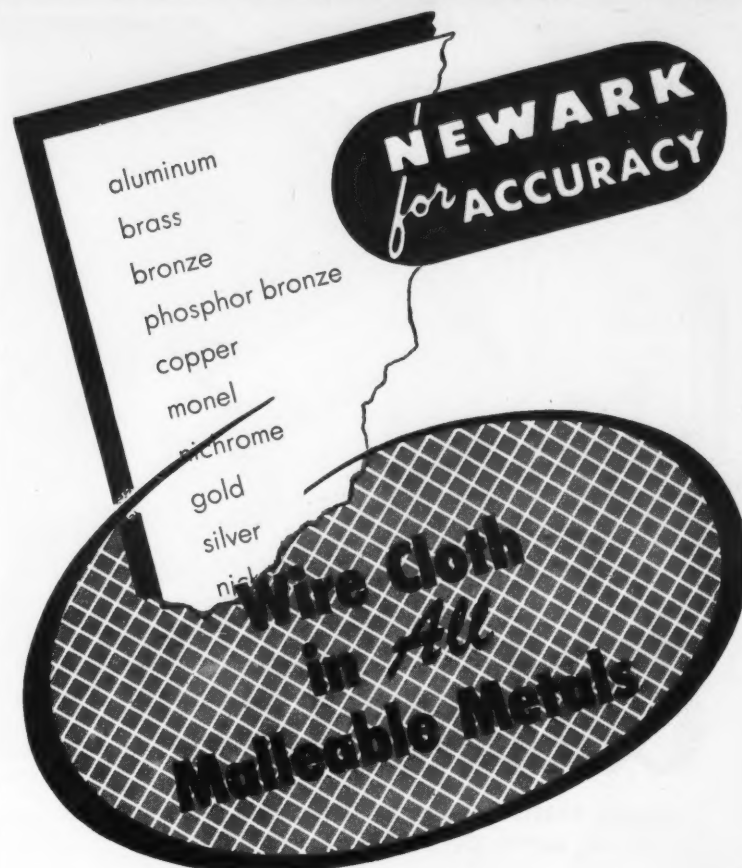 NEWARK
for ACCURACY
aluminum
brass
bronze
phosphor bronze
copper
monel
nichrome
gold
silver
nick
Wire Cloth
in All
Malleable Metals